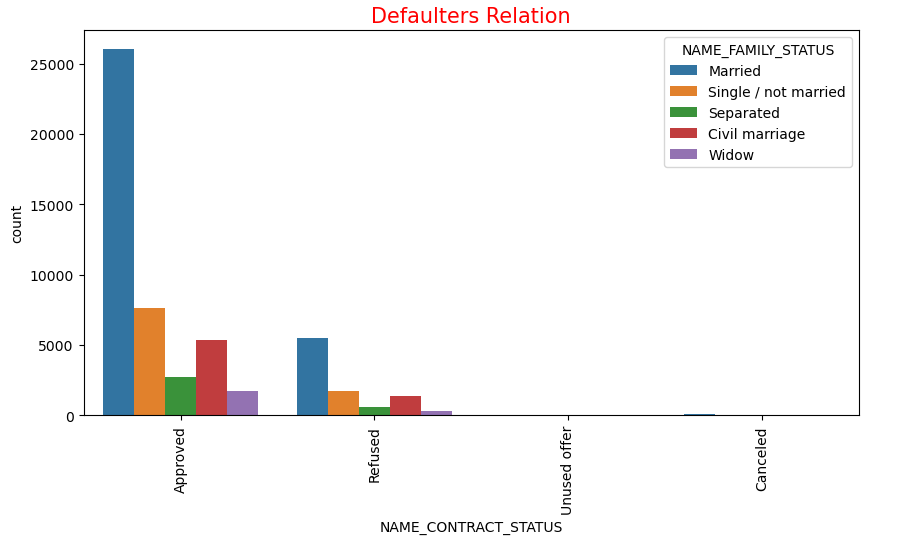 Defaulters Relation
NAME_FAMILY_STATUS
Married
Single / not married
Separated
Civil marriage
Widow
count
25000
20000
15000
10000
5000
0
Approved
Refused
Unused offer
Canceled
NAME_CONTRACT_STATUS